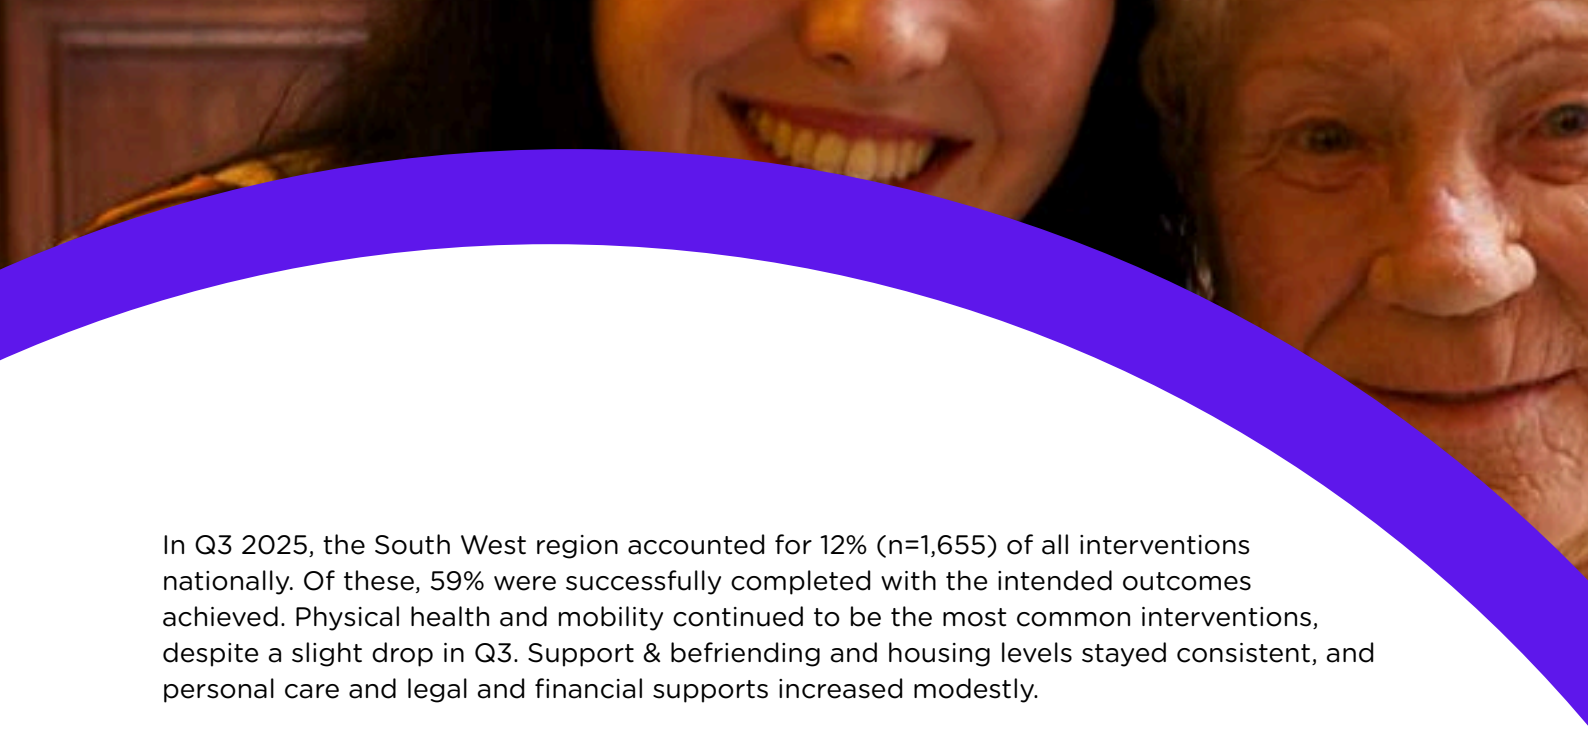 In Q3 2025, the South West region accounted for 12% (n=1,655) of all interventions
nationally. Of these, 59% were successfully completed with the intended outcomes
achieved. Physical health and mobility continued to be the most common interventions,
despite a slight drop in Q3. Support & befriending and housing levels stayed consistent, and
personal care and legal and financial supports increased modestly.